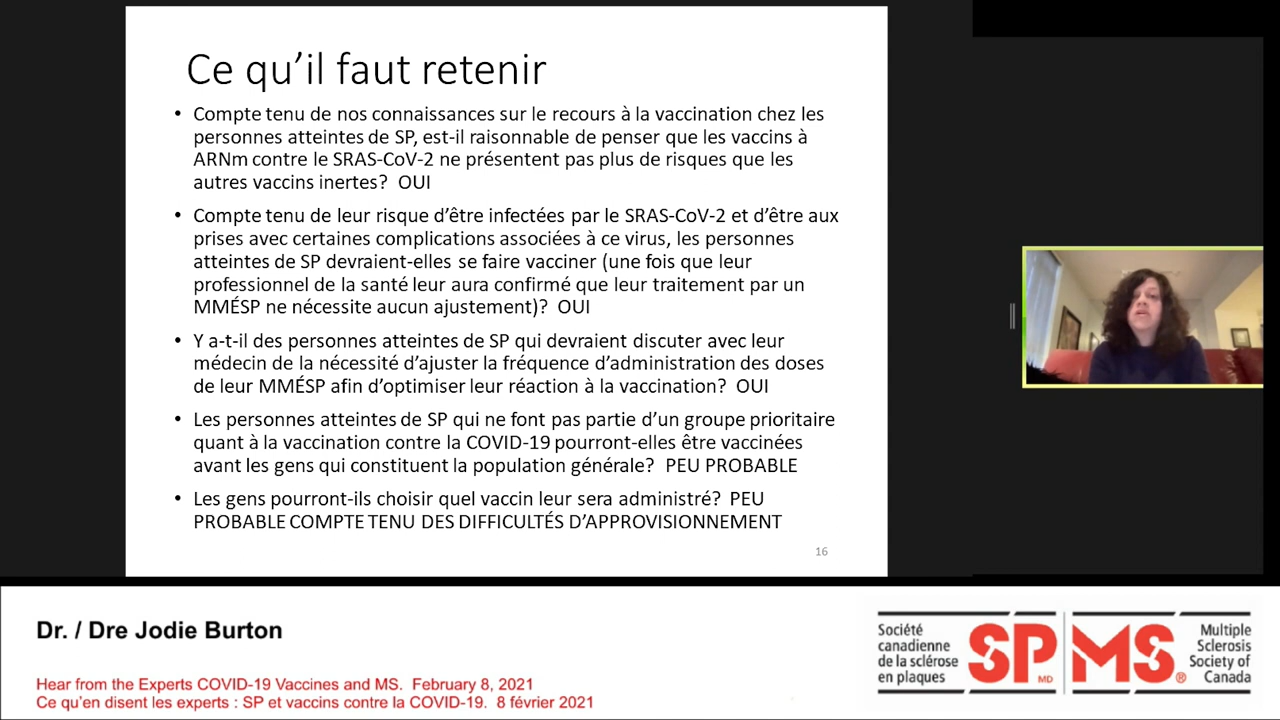 Ce qu'il faut retenir
• Compte tenu de nos connaissances sur le recours à la vaccination chez les
personnes atteintes de SP, est-il raisonnable de penser que les vaccins à
ARNm contre le SRAS-CoV-2 ne présentent pas plus de risques que les
autres vaccins inertes? OUI
• Compte tenu de leur risque d'être infectées par le SRAS-CoV-2 et d'être aux
prises avec certaines complications associées à ce virus, les personnes
atteintes de SP devraient-elles se faire vacciner (une fois que leur
professionnel de la santé leur aura confirmé que leur traitement par un
MMÉSP ne nécessite aucun ajustement)? OUI
• Y a-t-il des personnes atteintes de SP qui devraient discuter avec leur
médecin de la nécessité d'ajuster la fréquence d'administration des doses
de leur MMÉSP afin d'optimiser leur réaction à la vaccination? OUI
• Les personnes atteintes de SP qui ne font pas partie d'un groupe prioritaire
quant à la vaccination contre la COVID-19 pourront-elles être vaccinées
avant les gens qui constituent la population générale? PEU PROBABLE
• Les gens pourront-ils choisir quel vaccin leur sera administré? PEU
PROBABLE COMPTE TENU DES DIFFICULTÉS D'APPROVISIONNEMENT
16
Dr. / Dre Jodie Burton
Hear from the Experts COVID-19 Vaccines and MS. February 8, 2021
Ce qu'en disent les experts : SP et vaccins contre la COVID-19. 8 février 2021
Société
canadienne
de la sclérose
en plaques
SP MD
MS ®
Multiple
Sclerosis
Society of
Canada